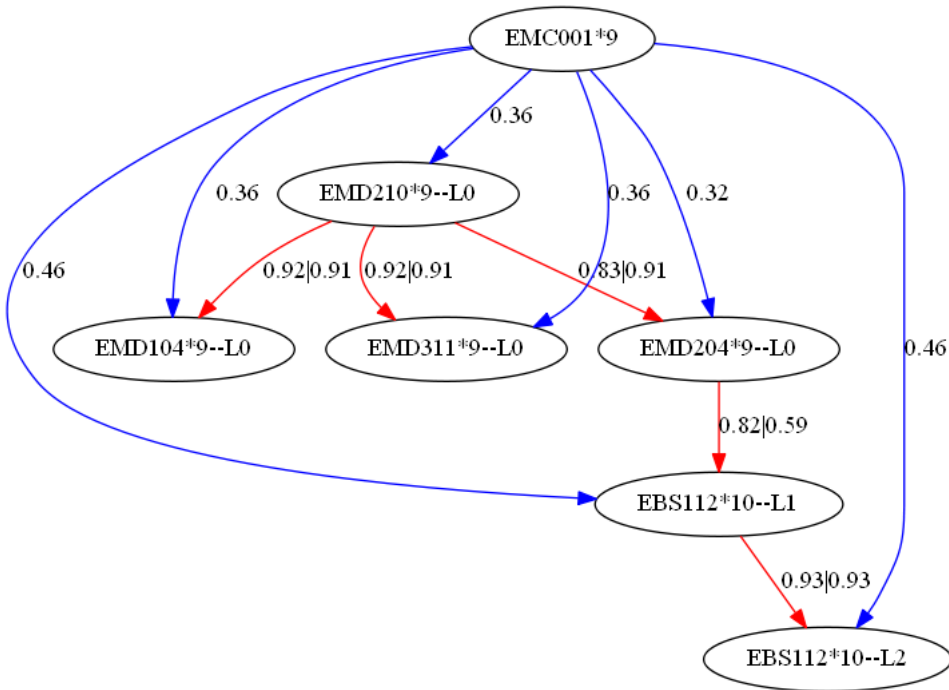 EMC001*9
0.36
EMD210*9--L0
0.36
0.36
0.32
0.46
0.92|0.91
0.92|0.91
0.83|0.91
EMD104*9--L0
EMD311*9--L0
EMD204*9--L0
0.46
0.82|0.59
EBS112*10--L1
0.93|0.93
EBS112*10--L2